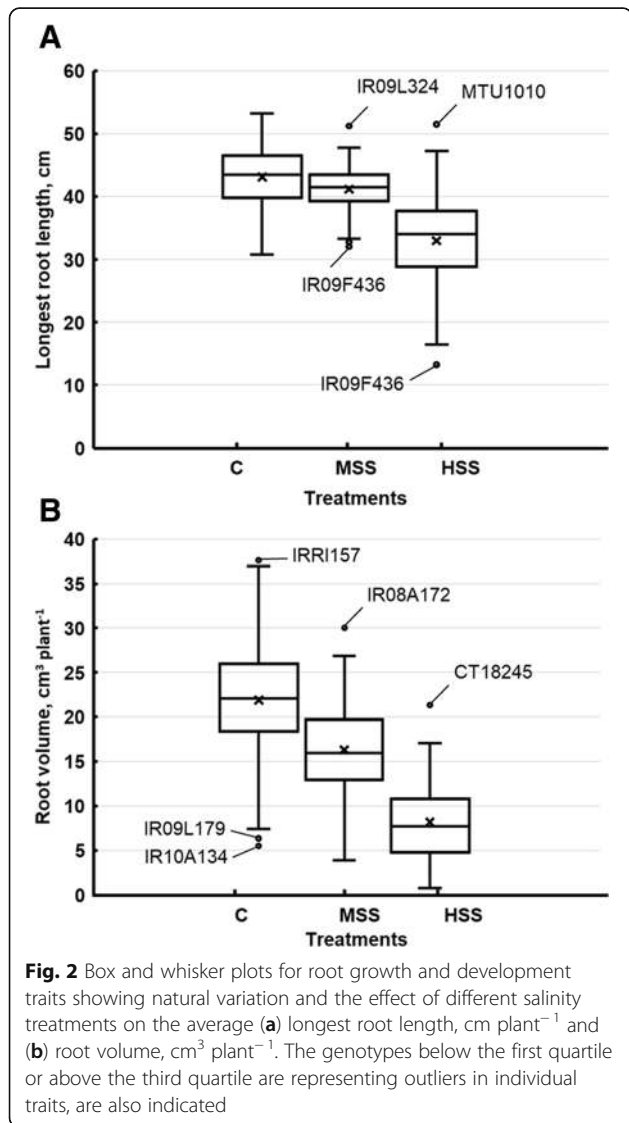 A
60
50
40
30
20
10
0
Longest root length, cm
IR09L324
MTU1010
IR09F436
IR09F436
C MSS HSS
Treatments
B
40
35
30
25
20
15
10
5
0
Root volume, cm³ plant⁻¹
IRRI157
IR08A172
CT18245
IR09L179
IR10A134
C MSS HSS
Treatments
Fig. 2 Box and whisker plots for root growth and development
traits showing natural variation and the effect of different salinity
treatments on the average (a) longest root length, cm plant⁻¹ and
(b) root volume, cm³ plant⁻¹. The genotypes below the first quartile
or above the third quartile are representing outliers in individual
traits, are also indicated